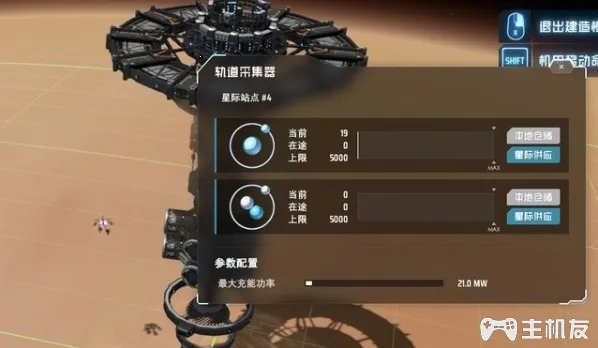 退出建造模
SHIFT
轨道采集器
×
星际站点 #4
当前 19
在途 0
上限 5000
MAX
本地仓储
星际供应
当前 0
在途 0
上限 5000
MAX
本地仓储
星际供应
参数配置
最大充能功率 21.0 MW
主机友